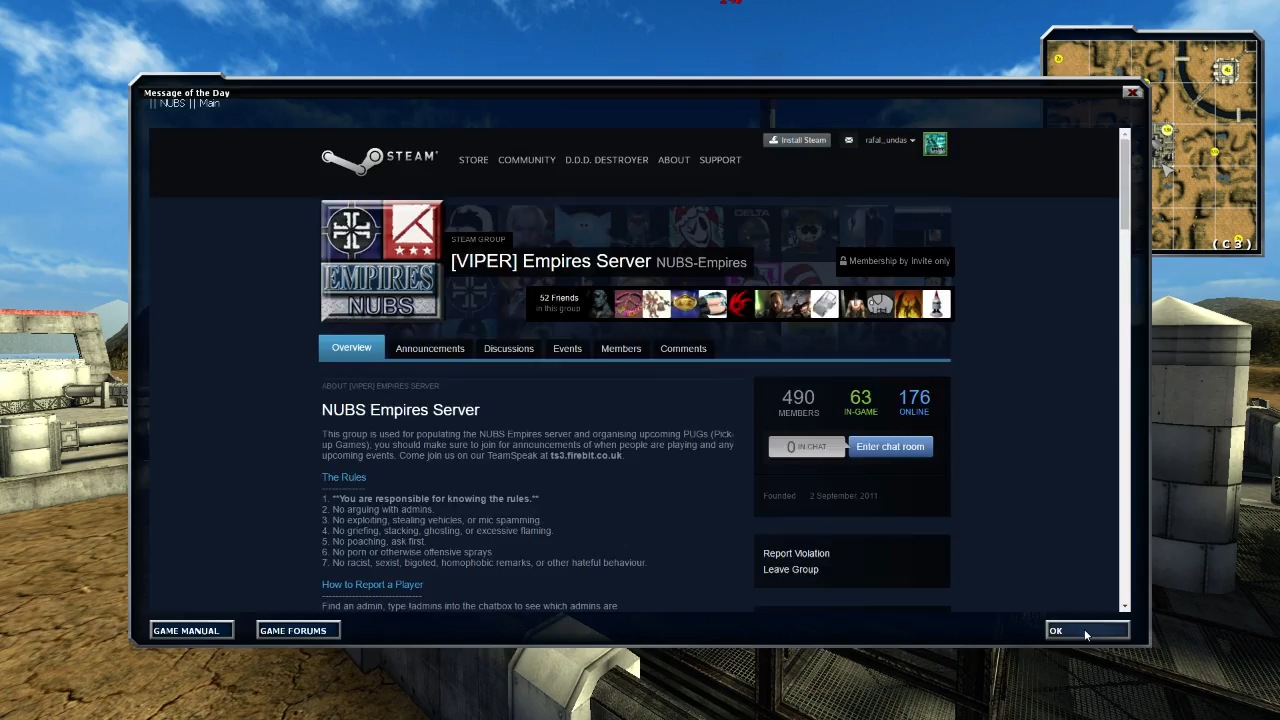 Message of the Day
|| NUBS || Main
Install Steam
rafal_undas
STEAM
STORE COMMUNITY D.D.D. DESTROYER ABOUT SUPPORT
STEAM GROUP
[VIPER] Empires Server NUBS-Empires
Membership by invite only
EMPIRES
NUBS
52 Friends
in this group
Overview Announcements Discussions Events Members Comments
ABOUT [VIPER] EMPIRES SERVER
NUBS Empires Server
This group is used for populating the NUBS Empires server and organising upcoming PUGs (Pick-
up Games); you should make sure to join for announcements of when people are playing and any
upcoming events. Come join us on our TeamSpeak at ts3.firebit.co.uk.
The Rules
------------
1. **You are responsible for knowing the rules.**
2. No arguing with admins.
3. No exploiting, stealing vehicles, or mic spamming.
4. No griefing, stacking, ghosting, or excessive flaming.
5. No poaching, ask first.
6. No porn or otherwise offensive sprays
7. No racist, sexist, bigoted, homophobic remarks, or other hateful behaviour.
How to Report a Player
----------------------------
Find an admin, type !admins into the chatbox to see which admins are
490 63 176
MEMBERS IN-GAME ONLINE
0 IN CHAT Enter chat room
Founded 2 September, 2011
Report Violation
Leave Group
GAME MANUAL GAME FORUMS OK
( C 3 )